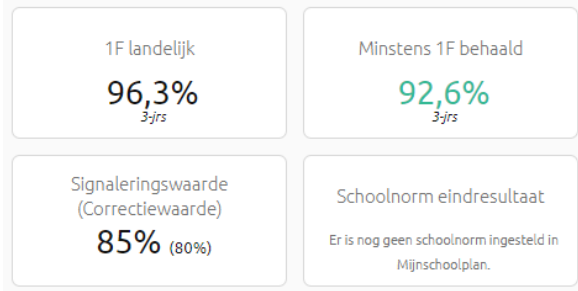 1F landelijk
96,3%
3-jrs
Minstens 1F behaald
92,6%
3-jrs
Signaleringswaarde
(Correctiewaarde)
85% (80%)
Schoolnorm eindresultaat
Er is nog geen schoolnorm ingesteld in
Mijnschoolplan.